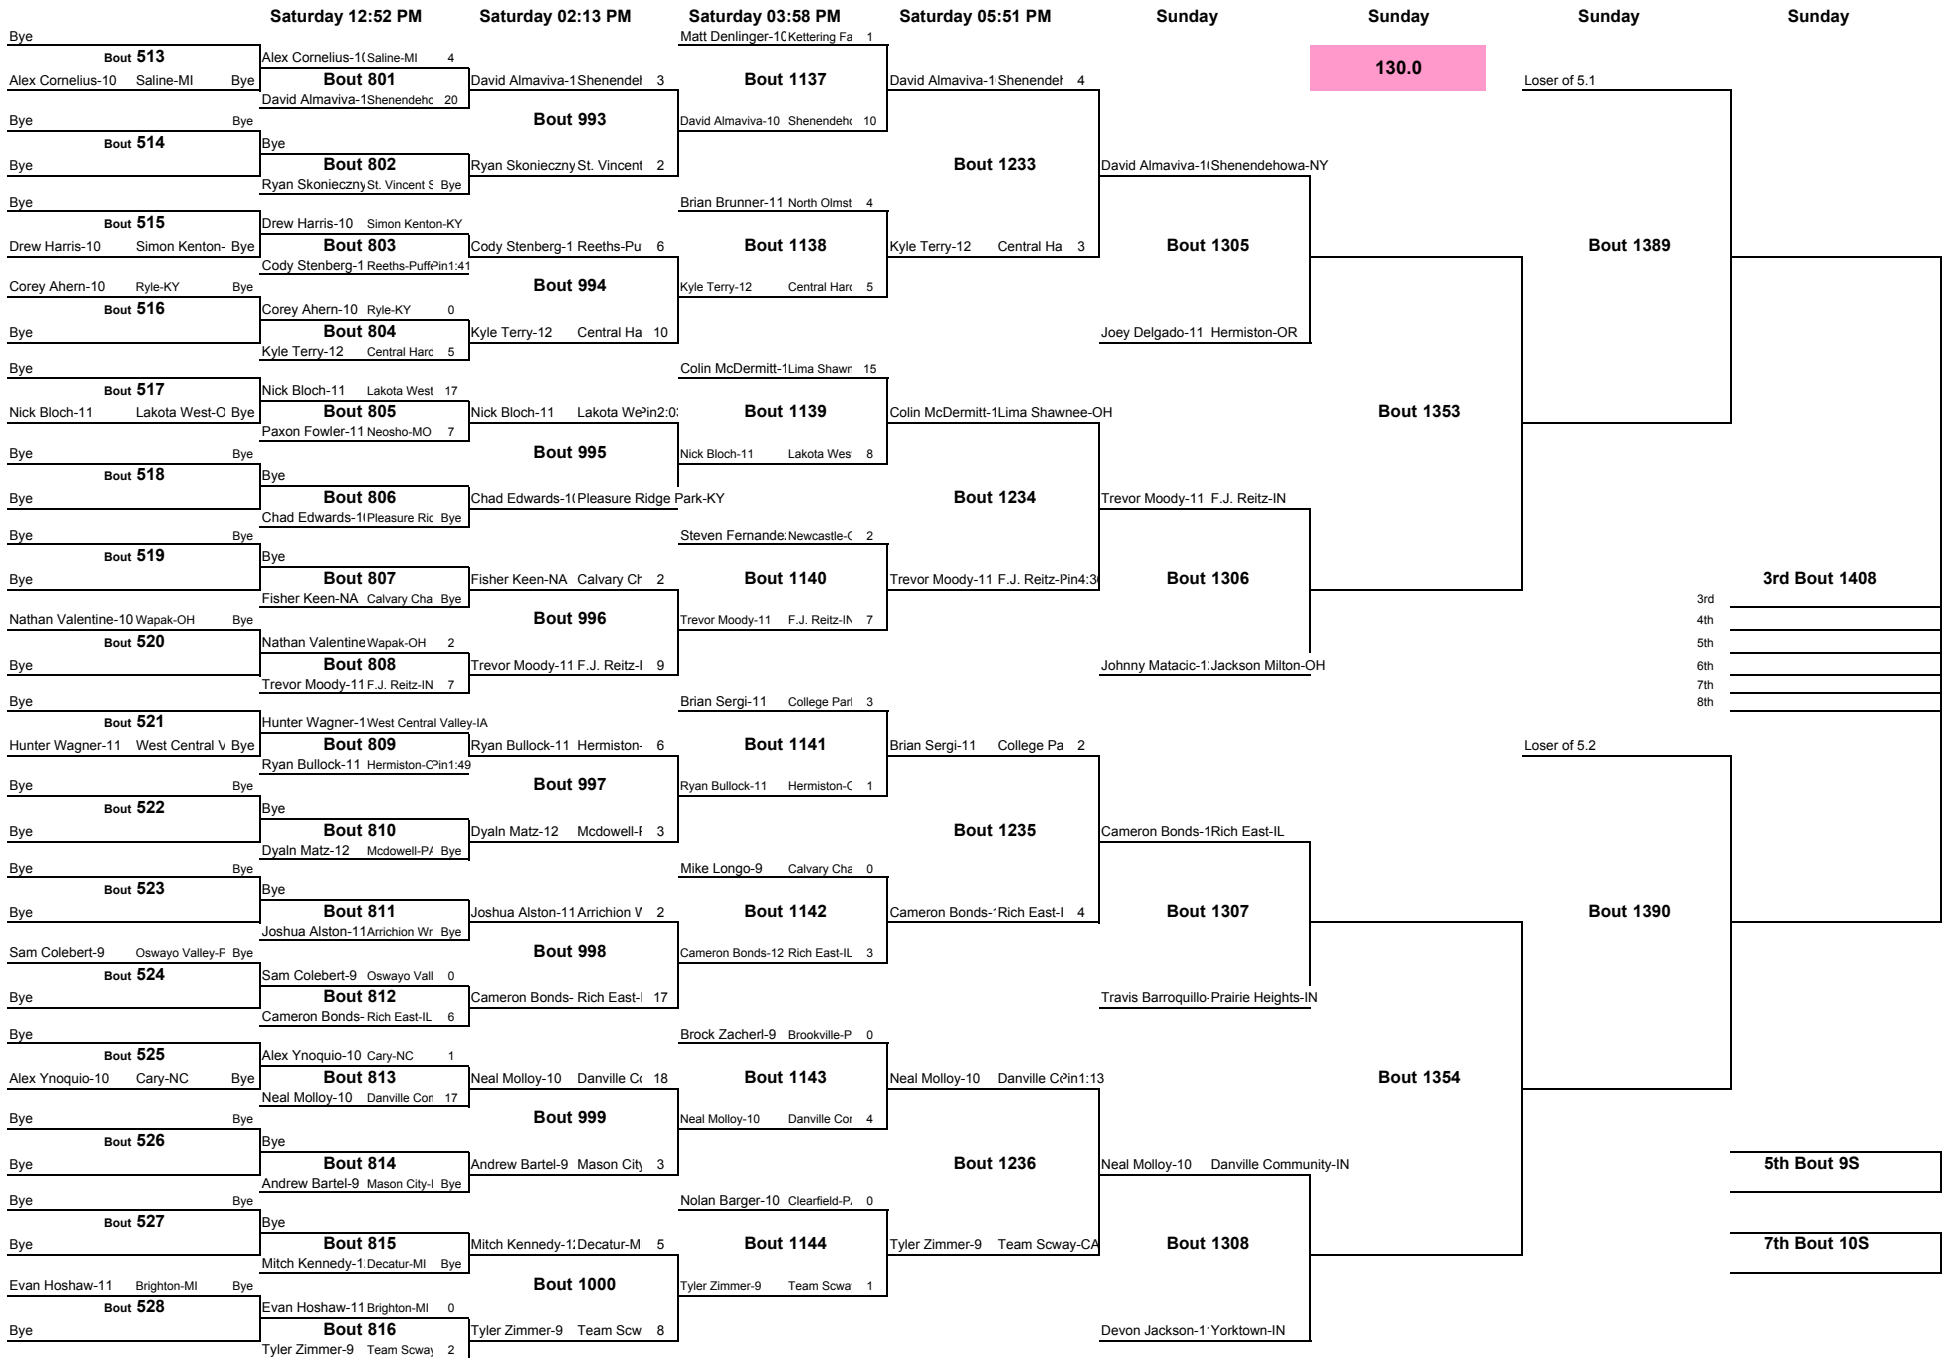 Saturday 12:52 PM Saturday 02:13 PM Saturday 03:58 PM Saturday 05:51 PM Sunday Sunday Sunday Sunday
Bye Matt Denlinger-10 Kettering Fa 1
Bout 513 Alex Cornelius-1( Saline-MI 4 130.0
Alex Cornelius-10 Saline-MI Bye Bout 801 David Almaviva-1 Shenendel 3 Bout 1137 David Almaviva-1 Shenendel 4 Loser of 5.1
David Almaviva-1 Shenendehc 20
Bye Bye Bout 993 David Almaviva-10 Shenendehc 10
Bout 514 Bye
Bye Bout 802 Ryan Skonieczny St. Vincent 2 Bout 1233 David Almaviva-1( Shenendehowa-NY
Ryan Skonieczny St. Vincent S Bye
Bye Brian Brunner-11 North Olmst 4
Bout 515 Drew Harris-10 Simon Kenton-KY
Drew Harris-10 Simon Kenton- Bye Bout 803 Cody Stenberg-1 Reeths-Pu 6 Bout 1138 Kyle Terry-12 Central Ha 3 Bout 1305 Bout 1389
Cody Stenberg-1 Reeths-Puff Pin1:41
Corey Ahern-10 Ryle-KY Bye Bout 994 Kyle Terry-12 Central Harc 5
Bout 516 Corey Ahern-10 Ryle-KY 0
Bye Bout 804 Kyle Terry-12 Central Ha 10 Joey Delgado-11 Hermiston-OR
Kyle Terry-12 Central Harc 5
Bye Colin McDermitt-1 Lima Shawn 15
Bout 517 Nick Bloch-11 Lakota West 17
Nick Bloch-11 Lakota West-O Bye Bout 805 Nick Bloch-11 Lakota We Pin2:03 Bout 1139 Colin McDermitt-1 Lima Shawnee-OH Bout 1353
Paxon Fowler-11 Neosho-MO 7
Bye Bye Bout 995 Nick Bloch-11 Lakota Wes 8
Bout 518 Bye
Bye Bout 806 Chad Edwards-1( Pleasure Ridge Park-KY Bout 1234 Trevor Moody-11 F.J. Reitz-IN
Chad Edwards-1( Pleasure Ric Bye
Bye Bye Steven Fernande Newcastle-( 2
Bout 519 Bye
Bye Bout 807 Fisher Keen-NA Calvary Ch 2 Bout 1140 Trevor Moody-11 F.J. Reitz- Pin4:3 Bout 1306 3rd Bout 1408
Fisher Keen-NA Calvary Cha Bye 3rd
Nathan Valentine-10 Wapak-OH Bye Bout 996 Trevor Moody-11 F.J. Reitz-IN 7 4th
Bout 520 Nathan Valentine Wapak-OH 2 5th
Bye Bout 808 Trevor Moody-11 F.J. Reitz-I 9 Johnny Matacic-1 Jackson Milton-OH 6th
Trevor Moody-11 F.J. Reitz-IN 7 7th
Bye Brian Sergi-11 College Parl 3 8th
Bout 521 Hunter Wagner-1 West Central Valley-IA
Hunter Wagner-11 West Central V Bye Bout 809 Ryan Bullock-11 Hermiston- 6 Bout 1141 Brian Sergi-11 College Pa 2 Loser of 5.2
Ryan Bullock-11 Hermiston-C Pin1:49
Bye Bye Bout 997 Ryan Bullock-11 Hermiston-C 1
Bout 522 Bye
Bye Bout 810 Dyaln Matz-12 Mcdowell-F 3 Bout 1235 Cameron Bonds-1 Rich East-IL
Dyaln Matz-12 Mcdowell-PA Bye
Bye Bye Mike Longo-9 Calvary Cha 0
Bout 523 Bye
Bye Bout 811 Joshua Alston-11 Arrichion V 2 Bout 1142 Cameron Bonds- Rich East-I 4 Bout 1307 Bout 1390
Joshua Alston-11 Arrichion Wr Bye
Sam Colebert-9 Oswayo Valley-P Bye Bout 998 Cameron Bonds-12 Rich East-IL 3
Bout 524 Sam Colebert-9 Oswayo Vall 0
Bye Bout 812 Cameron Bonds- Rich East-I 17 Travis Barroquillo- Prairie Heights-IN
Cameron Bonds- Rich East-IL 6
Bye Brock Zacherl-9 Brookville-P 0
Bout 525 Alex Ynoquio-10 Cary-NC 1
Alex Ynoquio-10 Cary-NC Bye Bout 813 Neal Molloy-10 Danville Co 18 Bout 1143 Neal Molloy-10 Danville Co Pin1:13 Bout 1354
Neal Molloy-10 Danville Con 17
Bye Bye Bout 999 Neal Molloy-10 Danville Cor 4
Bout 526 Bye
Bye Bout 814 Andrew Bartel-9 Mason City 3 Bout 1236 Neal Molloy-10 Danville Community-IN 5th Bout 9S
Andrew Bartel-9 Mason City-I Bye
Bye Bye Nolan Barger-10 Clearfield-P. 0
Bout 527 Bye
Bye Bout 815 Mitch Kennedy-1 Decatur-M 5 Bout 1144 Tyler Zimmer-9 Team Scway-CA Bout 1308 7th Bout 10S
Mitch Kennedy-1 Decatur-MI Bye
Evan Hoshaw-11 Brighton-MI Bye Bout 1000 Tyler Zimmer-9 Team Scwa 1
Bout 528 Evan Hoshaw-11 Brighton-MI 0
Bye Bout 816 Tyler Zimmer-9 Team Scw 8 Devon Jackson-1 Yorktown-IN
Tyler Zimmer-9 Team Scway 2